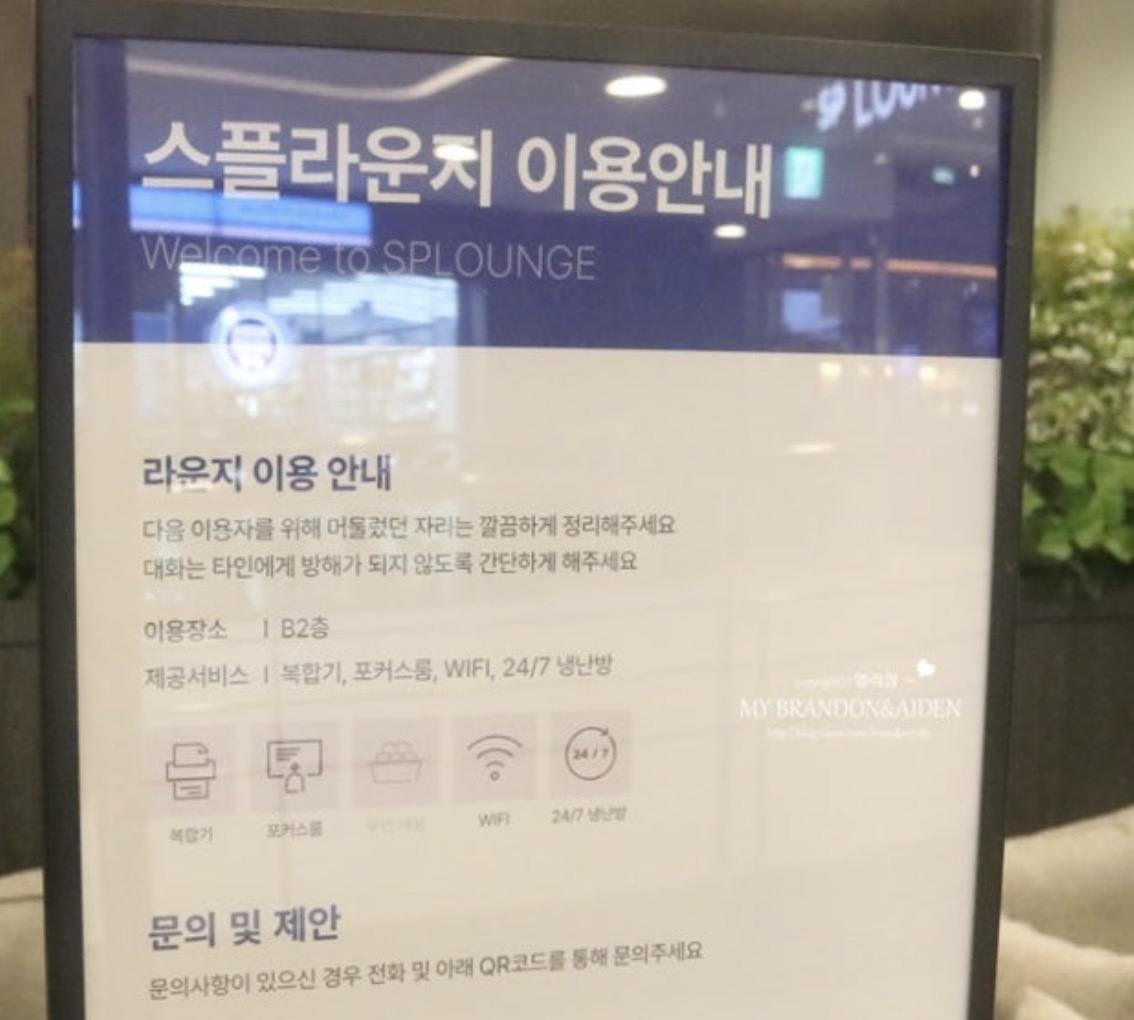 스플라운지 이용안내
Welcome to SPLOUNGE
라운지 이용 안내
다음 이용자를 위해 머물렀던 자리는 깔끔하게 정리해주세요
대화는 타인에게 방해가 되지 않도록 간단하게 해주세요
이용장소 | B2층
제공서비스 | 복합기, 포커스룸, WIFI, 24/7 냉난방
24 / 7
복합기 포커스룸 WIFI 24/7 냉난방
MY BRANDON&AIDEN
문의 및 제안
문의사항이 있으신 경우 전화 및 아래 QR코드를 통해 문의주세요